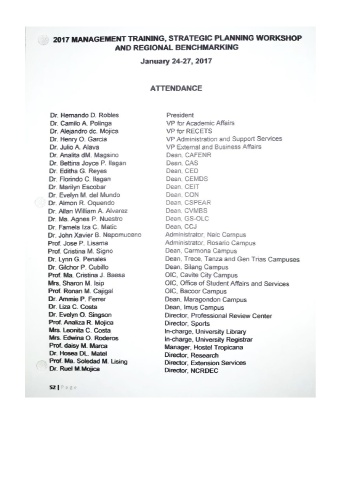 2017 MANAGEMENT TRAINING, STRATEGIC PLANNING WORKSHOP
AND REGIONAL BENCHMARKING
January 24-27, 2017
ATTENDANCE
Dr. Hernando D. Robles President
Dr. Camilo A. Polinga VP for Academic Affairs
Dr. Alejandro dc. Mojica VP for RECETS
Dr. Henry O. Garcia VP Administration and Support Services
Dr. Julio A. Alava VP External and Business Affairs
Dr. Analita dM. Magsino Dean, CAFENR
Dr. Bettina Joyce P. Ilagan Dean, CAS
Dr. Editha G. Reyes Dean, CED
Dr. Florindo C. Ilagan Dean, CEMDS
Dr. Marilyn Escobar Dean, CEIT
Dr. Evelyn M. del Mundo Dean, CON
Dr. Almon R. Oquendo Dean, CSPEAR
Dr. Allan William A. Alvarez Dean, CVMBS
Dr. Ma. Agnes P. Nuestro Dean, GS-OLC
Dr. Famela Iza C. Matic Dean, CCJ
Dr. John Xavier B. Nepomuceno Administrator, Naic Campus
Prof. Jose P. Lisama Administrator, Rosario Campus
Prof. Cristina M. Signo Dean, Carmona Campus
Dr. Lynn G. Penales Dean, Trece, Tanza and Gen Trias Campuses
Dr. Gilchor P. Cubillo Dean, Silang Campus
Prof. Ma. Cristina J. Baesa OIC, Cavite City Campus
Mrs. Sharon M. Isip OIC, Office of Student Affairs and Services
Prof. Ronan M. Cajigal OIC, Bacoor Campus
Dr. Ammie P. Ferrer Dean, Maragondon Campus
Dr. Liza C. Costa Dean, Imus Campus
Dr. Evelyn O. Singson Director, Professional Review Center
Prof. Analiza R. Mojica Director, Sports
Mrs. Leonita C. Costa In-charge, University Library
Mrs. Edwina O. Roderos In-charge, University Registrar
Prof. daisy M. Marca Manager, Hostel Tropicana
Dr. Hosea DL. Matel Director, Research
Prof. Ma. Soledad M. Lising Director, Extension Services
Dr. Ruel M.Mojica Director, NCRDEC
52 | Page